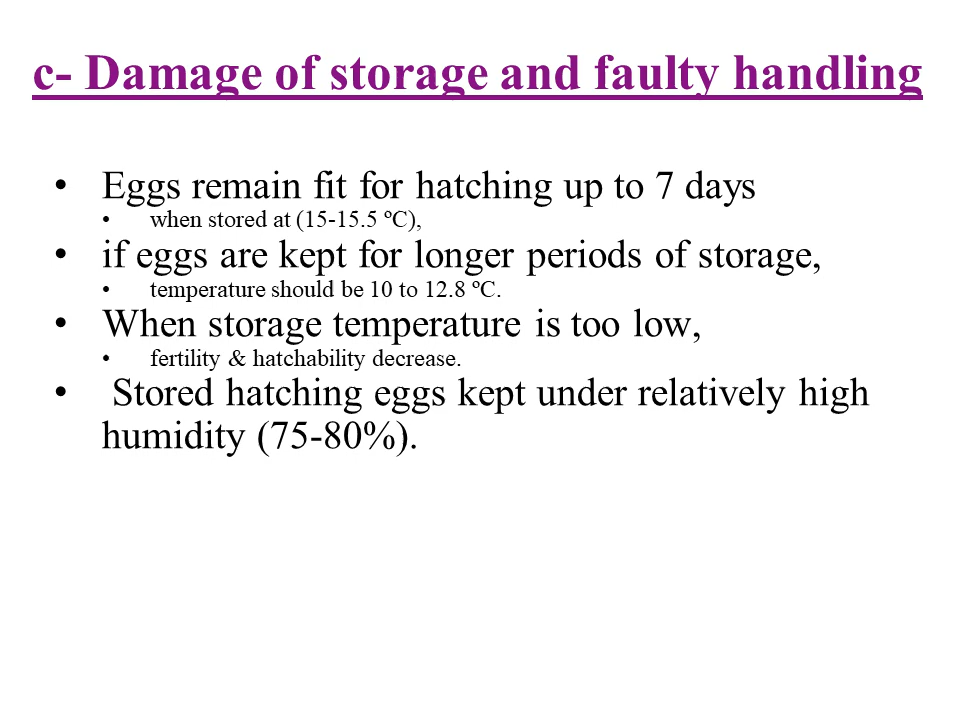 c- Damage of storage and faulty handling
• Eggs remain fit for hatching up to 7 days
• when stored at (15-15.5 ºC),
• if eggs are kept for longer periods of storage,
• temperature should be 10 to 12.8 ºC.
• When storage temperature is too low,
• fertility & hatchability decrease.
• Stored hatching eggs kept under relatively high
humidity (75-80%).